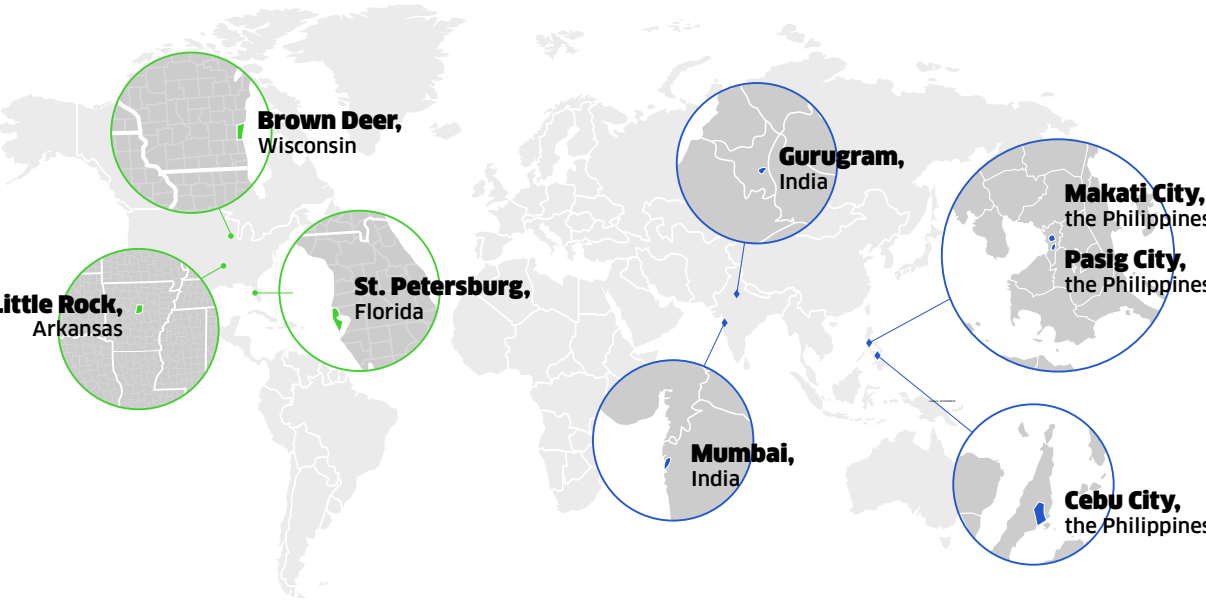 Brown Deer,
Wisconsin
Little Rock,
Arkansas
St. Petersburg,
Florida
Gurugram,
India
Mumbai,
India
Makati City,
the Philippines
Pasig City,
the Philippines
Cebu City,
the Philippines